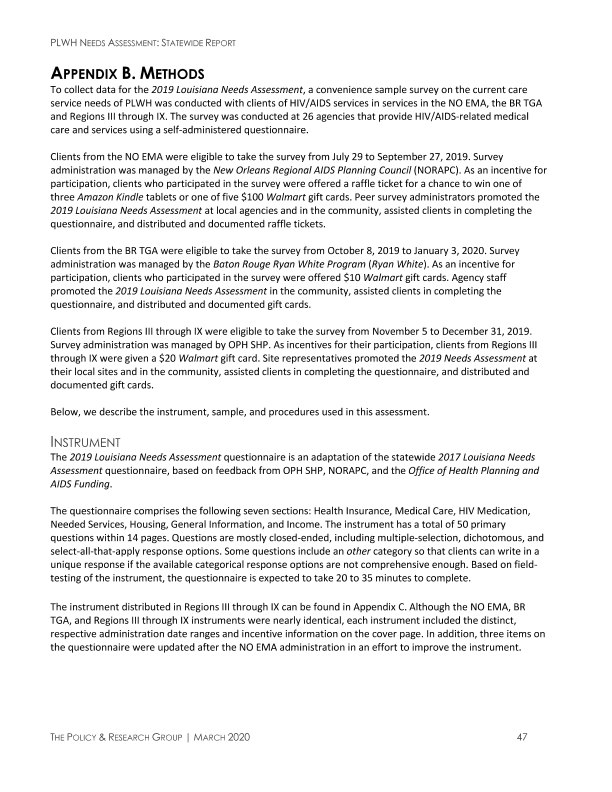 PLWH NEEDS ASSESSMENT: STATEWIDE REPORT
APPENDIX B. METHODS
To collect data for the 2019 Louisiana Needs Assessment, a convenience sample survey on the current care
service needs of PLWH was conducted with clients of HIV/AIDS services in services in the NO EMA, the BR TGA
and Regions III through IX. The survey was conducted at 26 agencies that provide HIV/AIDS-related medical
care and services using a self-administered questionnaire.
Clients from the NO EMA were eligible to take the survey from July 29 to September 27, 2019. Survey
administration was managed by the New Orleans Regional AIDS Planning Council (NORAPC). As an incentive for
participation, clients who participated in the survey were offered a raffle ticket for a chance to win one of
three Amazon Kindle tablets or one of five $100 Walmart gift cards. Peer survey administrators promoted the
2019 Louisiana Needs Assessment at local agencies and in the community, assisted clients in completing the
questionnaire, and distributed and documented raffle tickets.
Clients from the BR TGA were eligible to take the survey from October 8, 2019 to January 3, 2020. Survey
administration was managed by the Baton Rouge Ryan White Program (Ryan White). As an incentive for
participation, clients who participated in the survey were offered $10 Walmart gift cards. Agency staff
promoted the 2019 Louisiana Needs Assessment in the community, assisted clients in completing the
questionnaire, and distributed and documented gift cards.
Clients from Regions III through IX were eligible to take the survey from November 5 to December 31, 2019.
Survey administration was managed by OPH SHP. As incentives for their participation, clients from Regions III
through IX were given a $20 Walmart gift card. Site representatives promoted the 2019 Needs Assessment at
their local sites and in the community, assisted clients in completing the questionnaire, and distributed and
documented gift cards.
Below, we describe the instrument, sample, and procedures used in this assessment.
INSTRUMENT
The 2019 Louisiana Needs Assessment questionnaire is an adaptation of the statewide 2017 Louisiana Needs
Assessment questionnaire, based on feedback from OPH SHP, NORAPC, and the Office of Health Planning and
AIDS Funding.
The questionnaire comprises the following seven sections: Health Insurance, Medical Care, HIV Medication,
Needed Services, Housing, General Information, and Income. The instrument has a total of 50 primary
questions within 14 pages. Questions are mostly closed-ended, including multiple-selection, dichotomous, and
select-all-that-apply response options. Some questions include an other category so that clients can write in a
unique response if the available categorical response options are not comprehensive enough. Based on field-
testing of the instrument, the questionnaire is expected to take 20 to 35 minutes to complete.
The instrument distributed in Regions III through IX can be found in Appendix C. Although the NO EMA, BR
TGA, and Regions III through IX instruments were nearly identical, each instrument included the distinct,
respective administration date ranges and incentive information on the cover page. In addition, three items on
the questionnaire were updated after the NO EMA administration in an effort to improve the instrument.
THE POLICY & RESEARCH GROUP | MARCH 2020 47